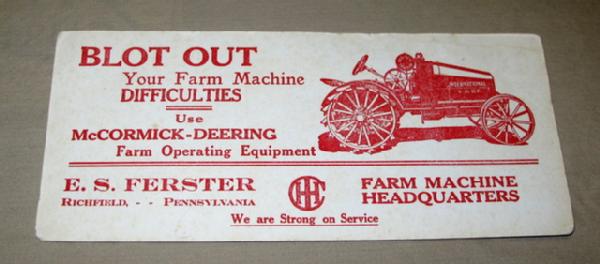 BLOT OUT
Your Farm Machine
DIFFICULTIES
Use
McCORMICK-DEERING
Farm Operating Equipment
INTERNATIONAL
E. S. FERSTER
RICHFIELD, - - PENNSYLVANIA
IHC
FARM MACHINE
HEADQUARTERS
We are Strong on Service